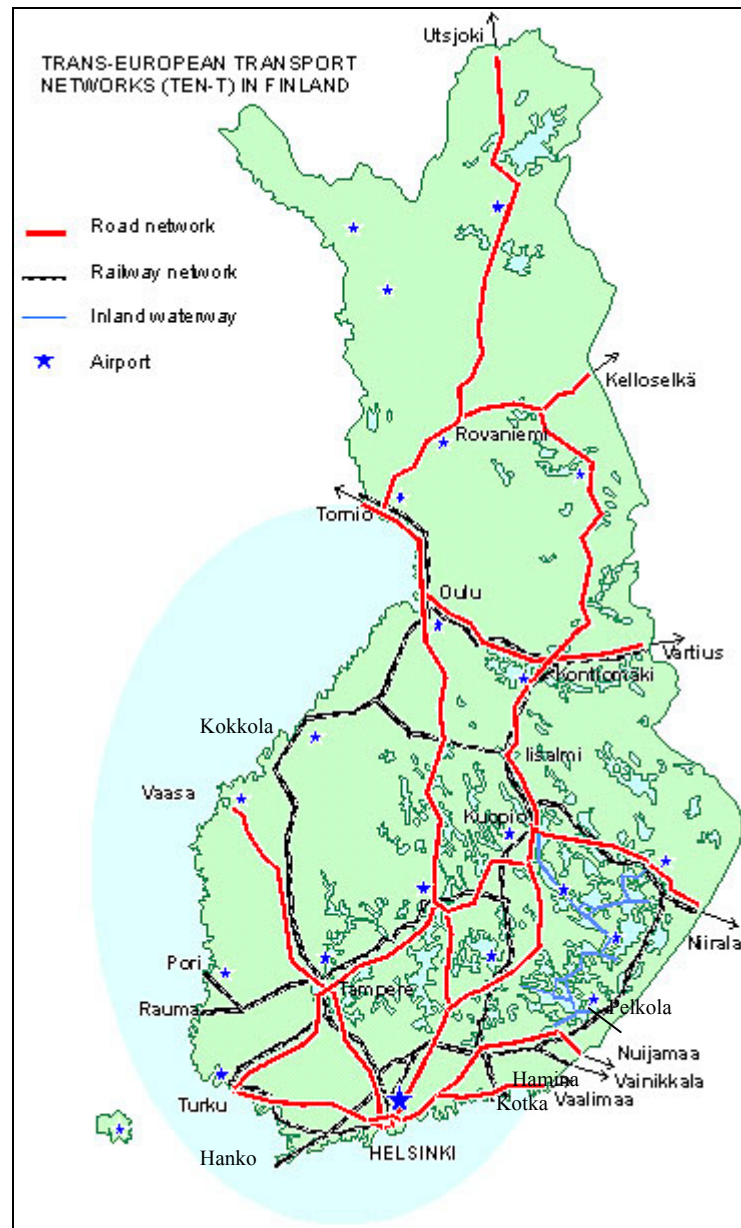 Utsjoki
TRANS-EUROPEAN TRANSPORT
NETWORKS (TEN-T) IN FINLAND
Road network
Railway network
Inland waterway
Airport
Kelloselkä
Rovaniemi
Tornio
Oulu
Vartius
Kontiomäki
Kokkola
Iisalmi
Vaasa
Kuopio
Pori
Niirala
Tampere
Rauma
Pelkola
Nuijamaa
Hamina
Vainikkala
Turku
Kotka
Vaalimaa
Hanko
HELSINKI